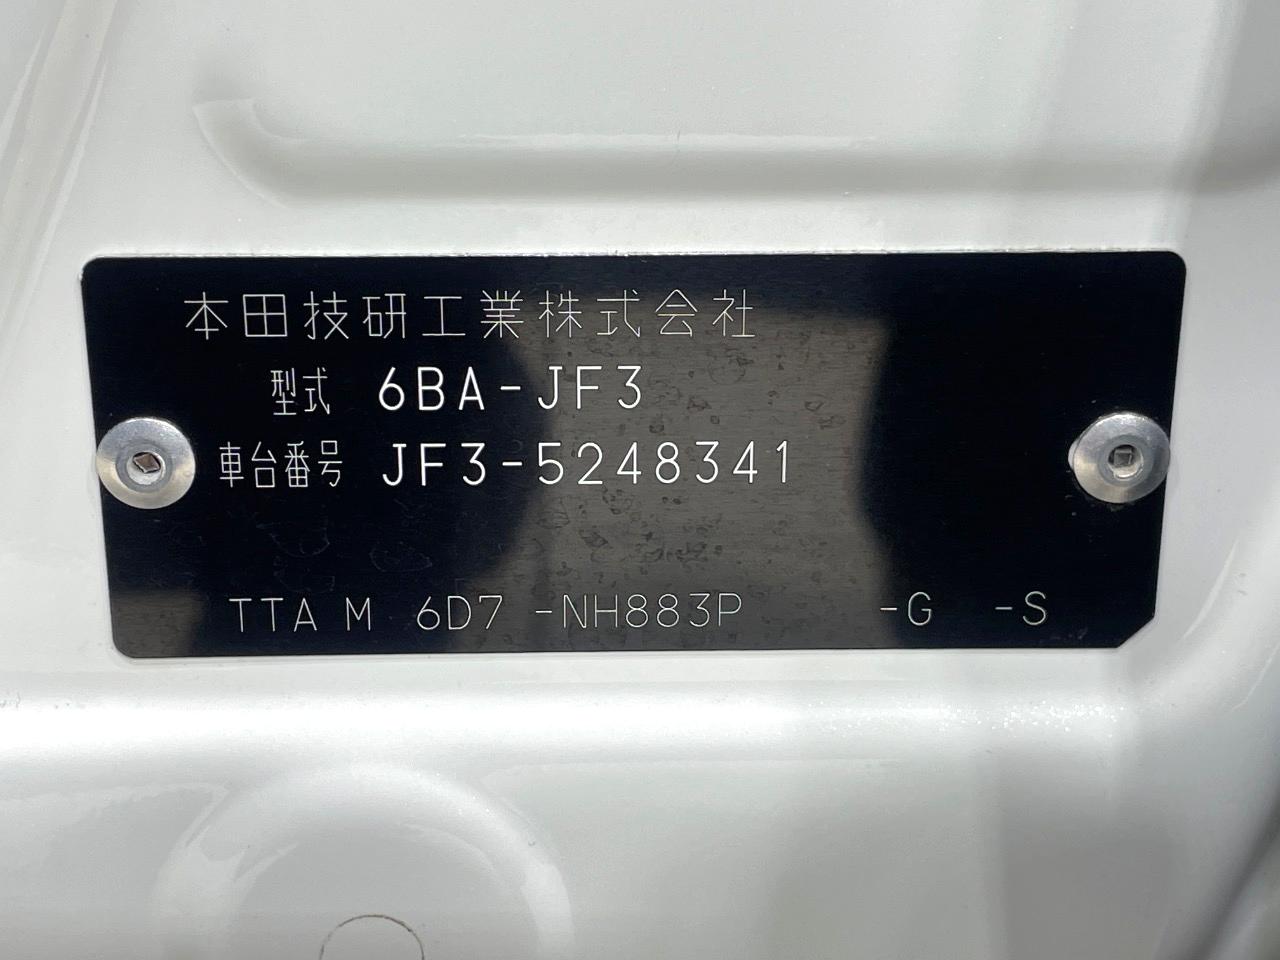 本田技研工業株式会社
型式 6BA-JF3
車台番号 JF3-5248341
TTA M 6D7 -NH883P -G -S